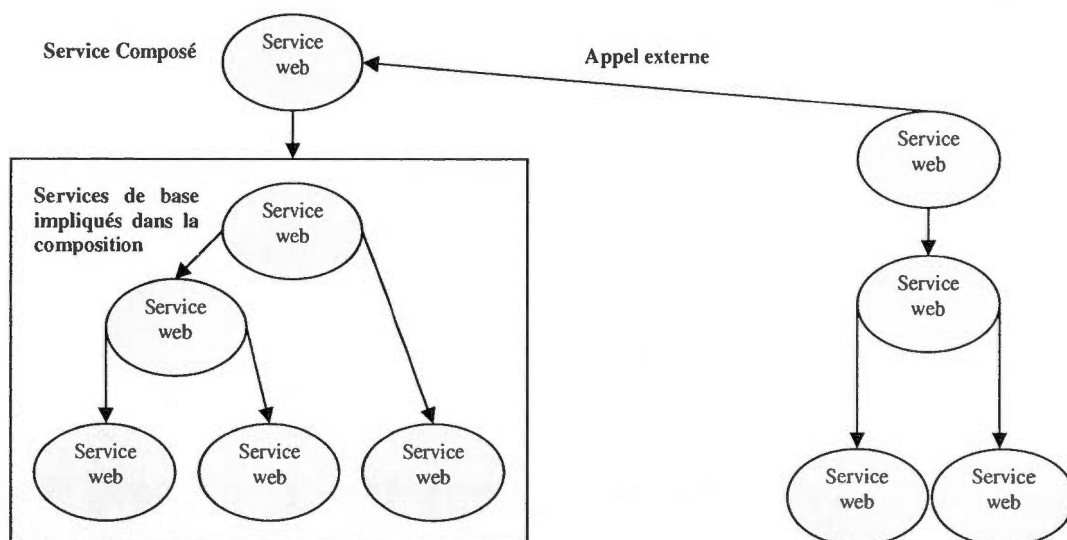 Service Composé
Service
web
Appel externe
Service
web
Services de base
impliqués dans la
composition
Service
web
Service
web
Service
web
Service
web
Service
web
Service
web
Service
web
Service
web
Service
web